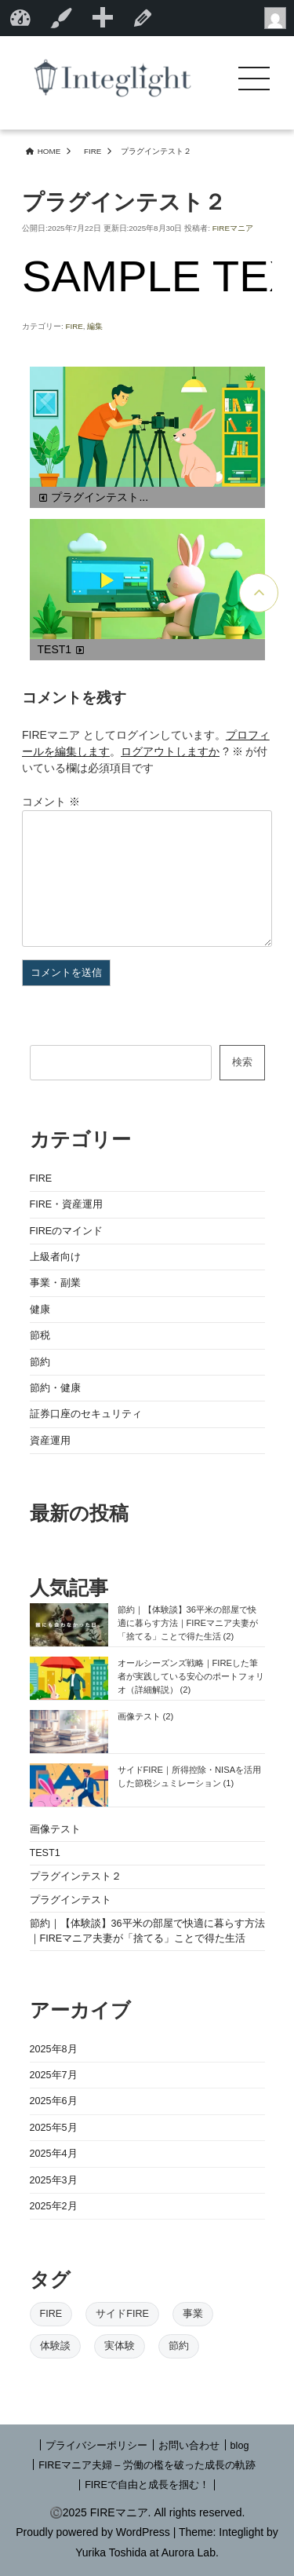 Integlight
HOME > FIRE > プラグインテスト２
プラグインテスト２
公開日:2025年7月22日 更新日:2025年8月30日 投稿者: FIREマニア
SAMPLE TEX
カテゴリー: FIRE, 編集
プラグインテスト...
TEST1
コメントを残す
FIREマニア としてログインしています。プロフィ
ールを編集します。ログアウトしますか ? ※ が付
いている欄は必須項目です
コメント ※
コメントを送信
検索
カテゴリー
FIRE
FIRE・資産運用
FIREのマインド
上級者向け
事業・副業
健康
節税
節約
節約・健康
証券口座のセキュリティ
資産運用
最新の投稿
人気記事
節約｜【体験談】36平米の部屋で快
適に暮らす方法｜FIREマニア夫妻が
「捨てる」ことで得た生活 (2)
オールシーズンズ戦略｜FIREした筆
者が実践している安心のポートフォリ
オ（詳細解説） (2)
画像テスト (2)
サイドFIRE｜所得控除・NISAを活用
した節税シュミレーション (1)
画像テスト
TEST1
プラグインテスト２
プラグインテスト
節約｜【体験談】36平米の部屋で快適に暮らす方法
｜FIREマニア夫妻が「捨てる」ことで得た生活
アーカイブ
2025年8月
2025年7月
2025年6月
2025年5月
2025年4月
2025年3月
2025年2月
タグ
FIRE サイドFIRE 事業
体験談 実体験 節約
プライバシーポリシー | お問い合わせ | blog
FIREマニア夫婦 – 労働の檻を破った成長の軌跡
FIREで自由と成長を掴む！
©2025 FIREマニア. All rights reserved.
Proudly powered by WordPress | Theme: Integlight by
Yurika Toshida at Aurora Lab.